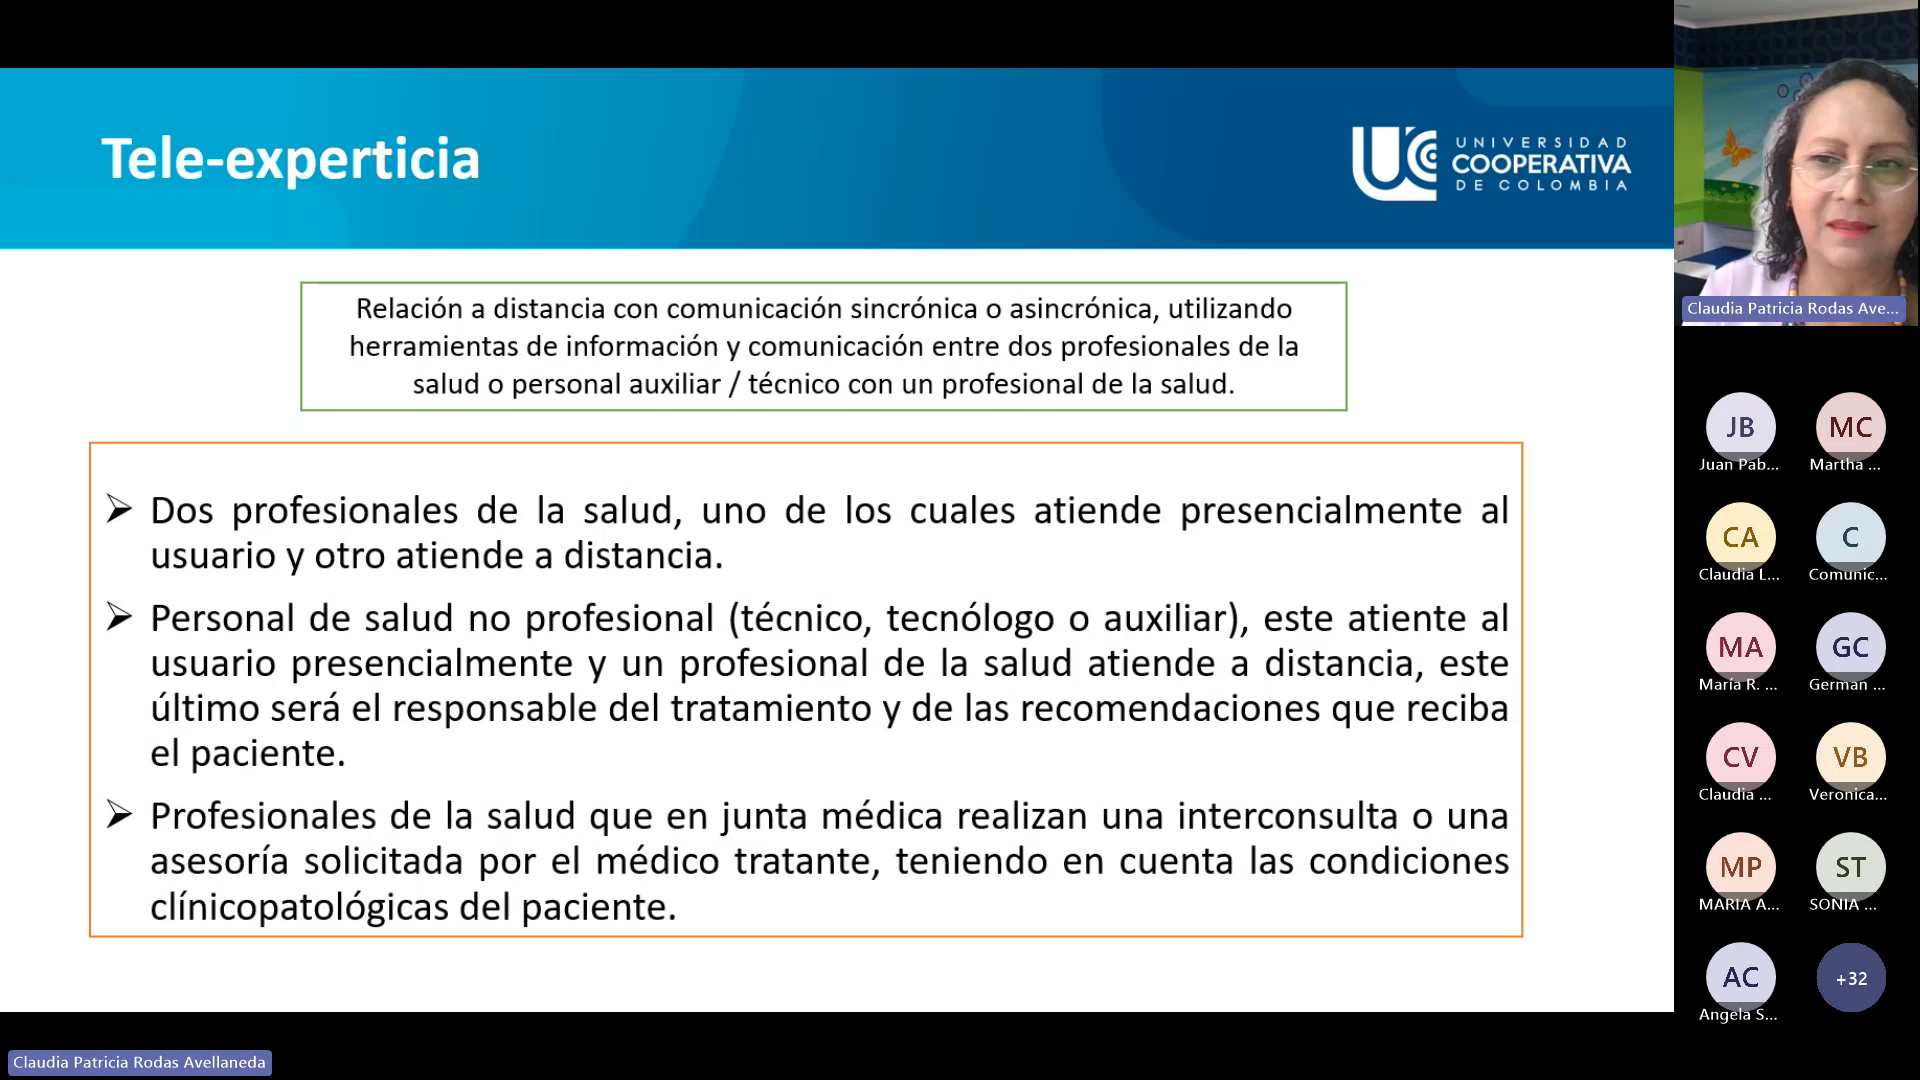 Tele-experticia
UNIVERSIDAD
COOPERATIVA
DE COLOMBIA
Relación a distancia con comunicación sincrónica o asincrónica, utilizando
herramientas de información y comunicación entre dos profesionales de la
salud o personal auxiliar / técnico con un profesional de la salud.
➢ Dos profesionales de la salud, uno de los cuales atiende presencialmente al
usuario y otro atiende a distancia.
➢ Personal de salud no profesional (técnico, tecnólogo o auxiliar), este atiente al
usuario presencialmente y un profesional de la salud atiende a distancia, este
último será el responsable del tratamiento y de las recomendaciones que reciba
el paciente.
➢ Profesionales de la salud que en junta médica realizan una interconsulta o una
asesoría solicitada por el médico tratante, teniendo en cuenta las condiciones
clínicopatológicas del paciente.
Claudia Patricia Rodas Ave...
JB
Juan Pab...
MC
Martha ...
CA
Claudia L...
C
Comunic...
MA
María R. ...
GC
German ...
CV
Claudia ...
VB
Veronica...
MP
MARIA A...
ST
SONIA ...
AC
Angela S...
+32
Claudia Patricia Rodas Avellaneda